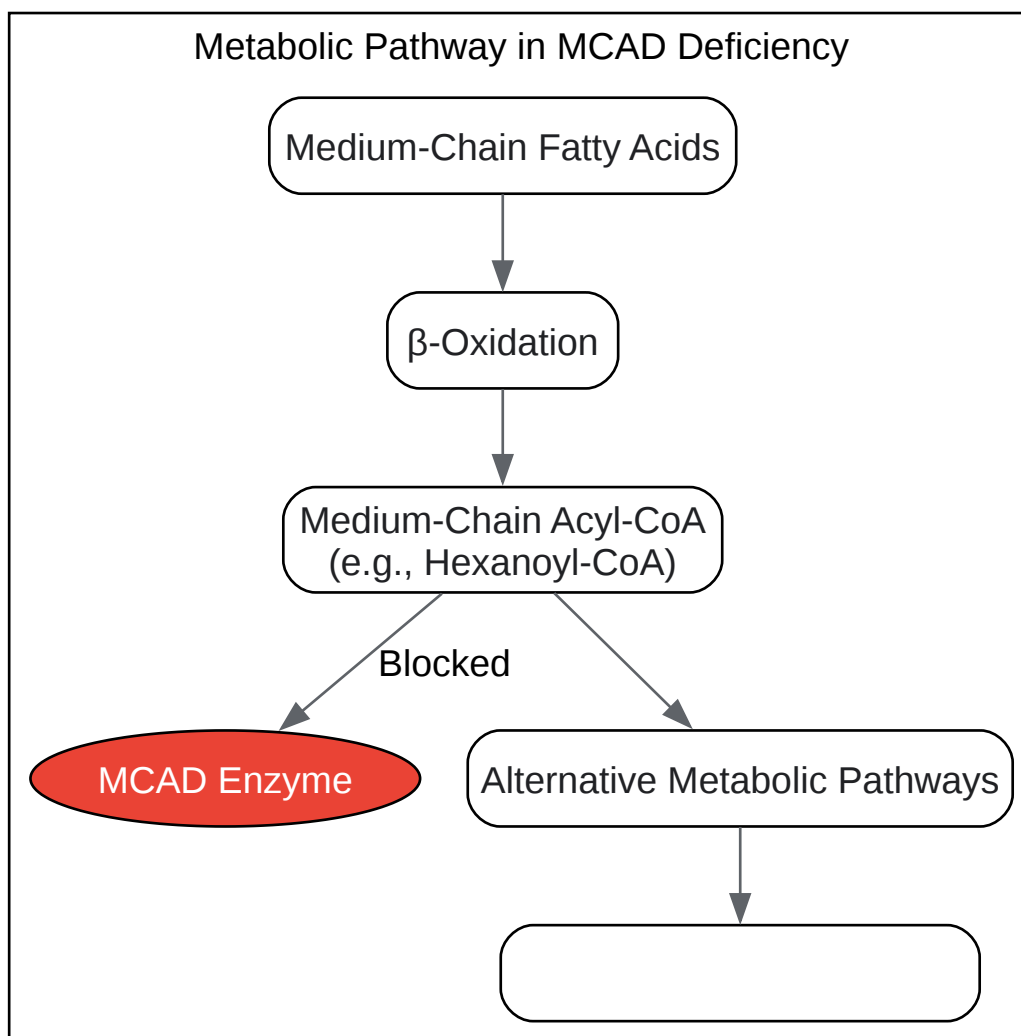 Metabolic Pathway in MCAD Deficiency
Medium-Chain Fatty Acids
β-Oxidation
Medium-Chain Acyl-CoA
(e.g., Hexanoyl-CoA)
Blocked
MCAD Enzyme
Alternative Metabolic Pathways